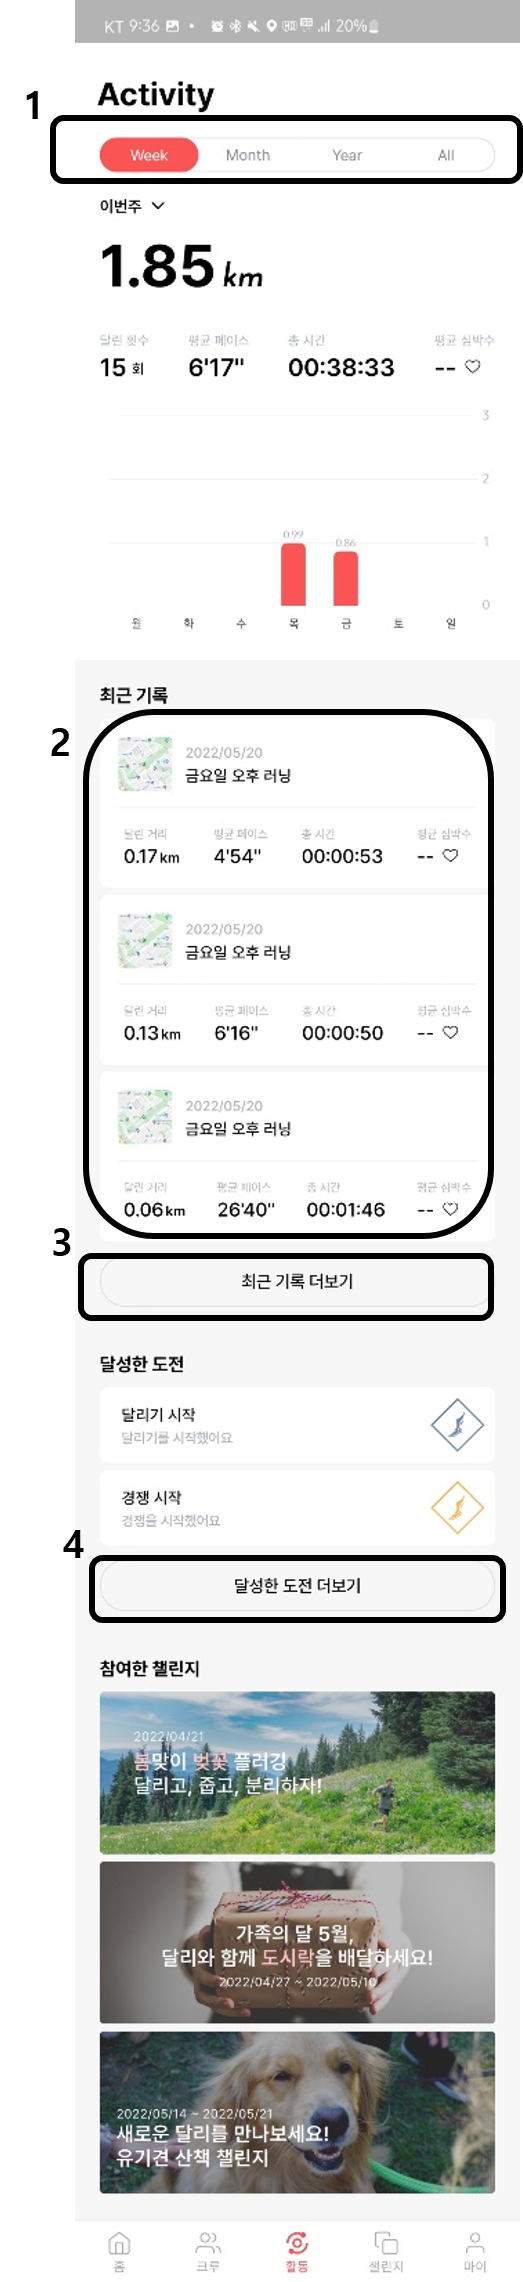 KT 9:36 20%
Activity
1
Week Month Year All
이번주
1.85 km
달린 횟수 평균 페이스 총 시간 평균 심박수
15 회 6'17" 00:38:33 --
3
2
0.99
0.86
1
0
월 화 수 목 금 토 일
최근 기록
2
2022/05/20
금요일 오후 러닝
달린 거리 평균 페이스 총 시간 평균 심박수
0.17 km 4'54" 00:00:53 --
2022/05/20
금요일 오후 러닝
달린 거리 평균 페이스 총 시간 평균 심박수
0.13 km 6'16" 00:00:50 --
2022/05/20
금요일 오후 러닝
달린 거리 평균 페이스 총 시간 평균 심박수
0.06 km 26'40" 00:01:46 --
3
최근 기록 더보기
달성한 도전
달리기 시작
달리기를 시작했어요
경쟁 시작
경쟁을 시작했어요
4
달성한 도전 더보기
참여한 챌린지
2022/04/21
봄맞이 벚꽃 플러깅
달리고, 줍고, 분리하자!
가족의 달 5월,
달리와 함께 도시락을 배달하세요!
2022/04/27 ~ 2022/05/10
2022/05/14 ~ 2022/05/21
새로운 달리를 만나보세요!
유기견 산책 챌린지
홈 크루 활동 챌린지 마이